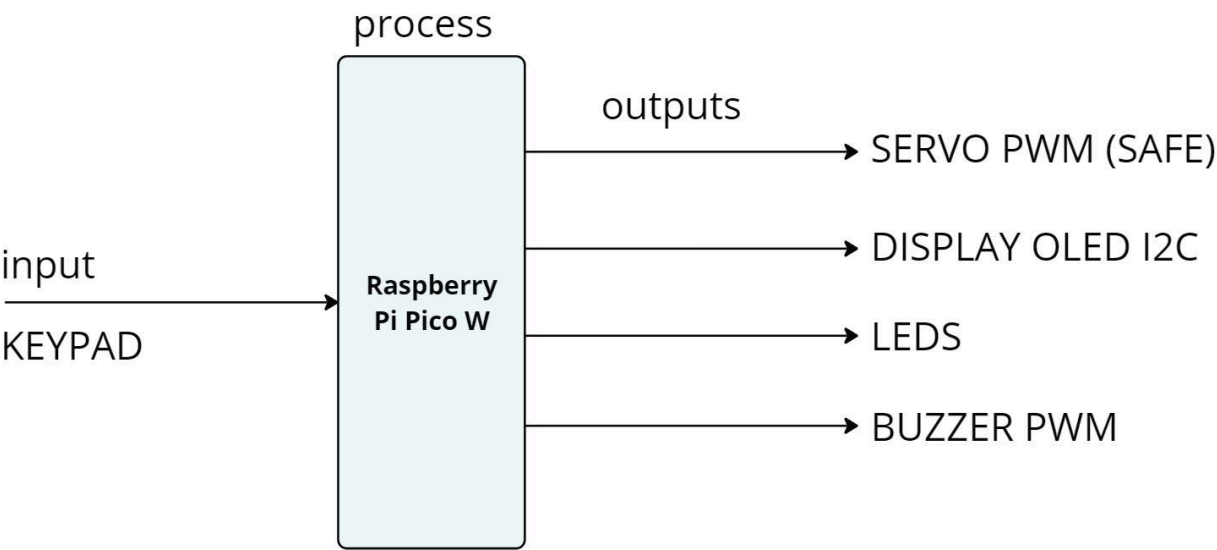 process
outputs
SERVO PWM (SAFE)
DISPLAY OLED I2C
input
Raspberry
Pi Pico W
KEYPAD
LEDS
BUZZER PWM